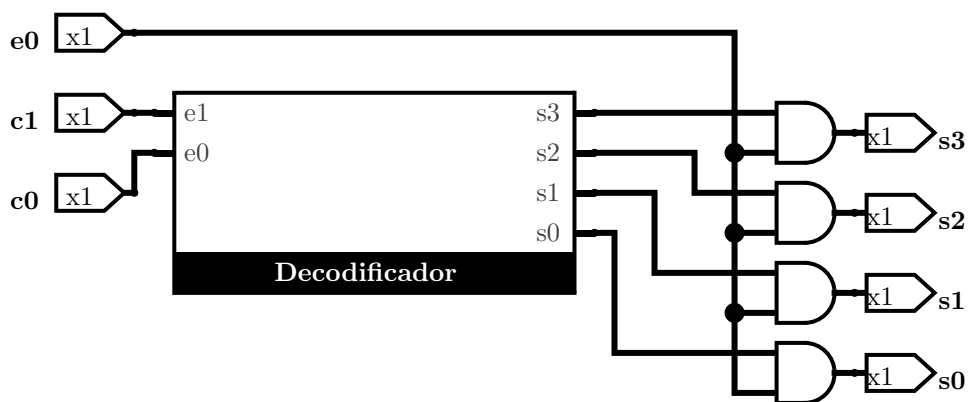 e0 x1
c1 x1 e1 s3
x1 s3
e0 s2
c0 x1 s1
x1 s2
s0
Decodificador
x1 s1
x1 s0